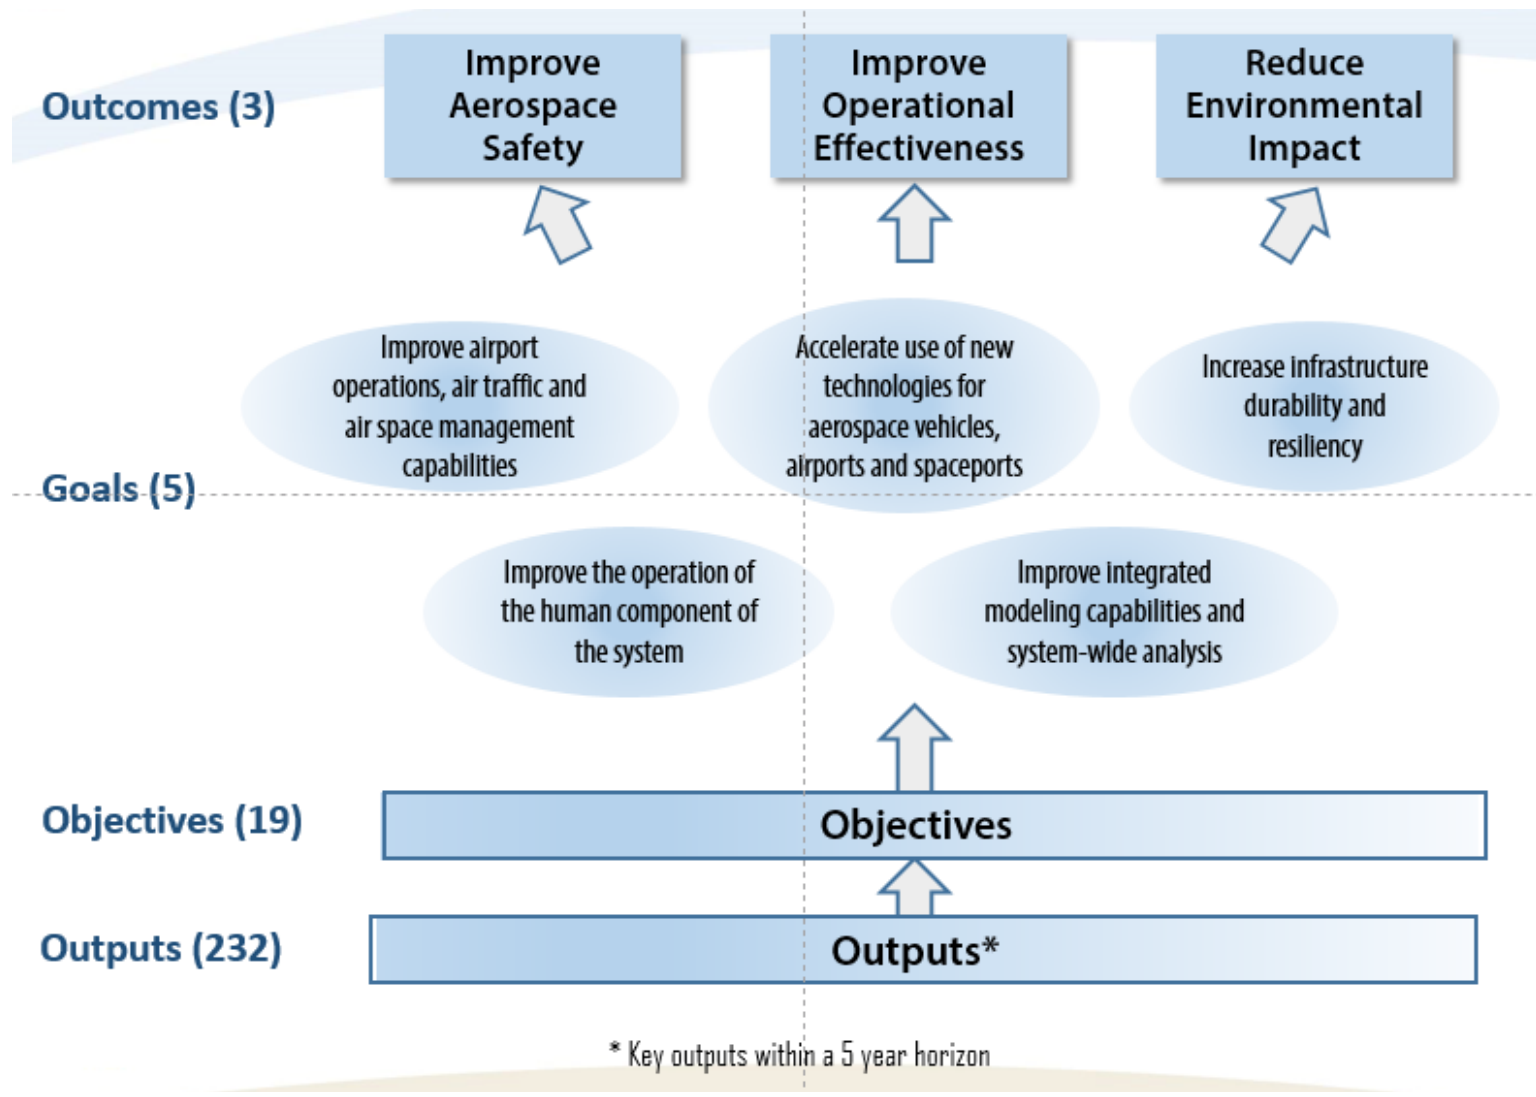 Outcomes (3)
Improve
Aerospace
Safety
Improve
Operational
Effectiveness
Reduce
Environmental
Impact
Goals (5)
Improve airport
operations, air traffic and
air space management
capabilities
Accelerate use of new
technologies for
aerospace vehicles,
airports and spaceports
Increase infrastructure
durability and
resiliency
Improve the operation of
the human component of
the system
Improve integrated
modeling capabilities and
system-wide analysis
Objectives (19)
Objectives
Outputs (232)
Outputs*
* Key outputs within a 5 year horizon